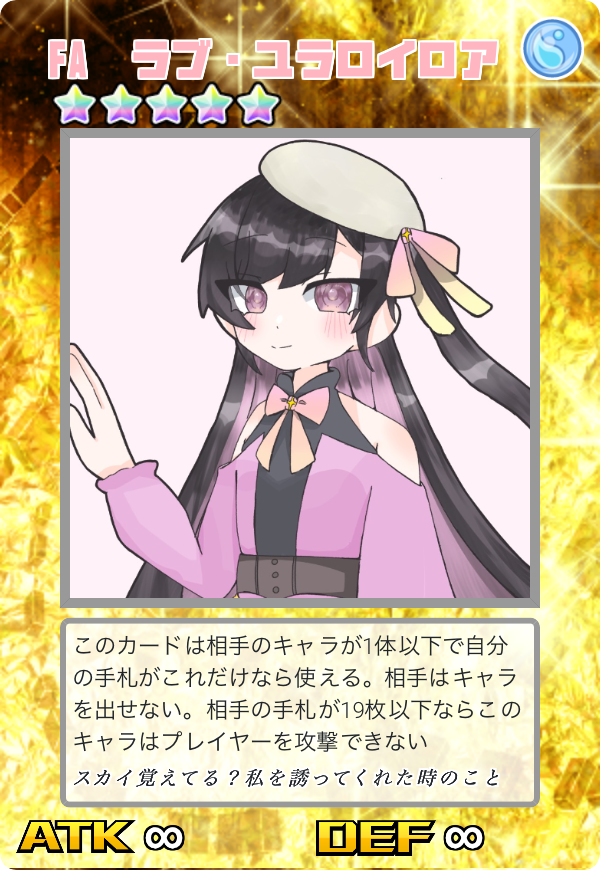 FA ラブ・ユラロイロア
このカードは相手のキャラが1体以下で自分
の手札がこれだけなら使える。相手はキャラ
を出せない。相手の手札が19枚以下ならこの
キャラはプレイヤーを攻撃できない
スカイ覚えてる?私を誘ってくれた時のこと
ATK ∞ DEF ∞